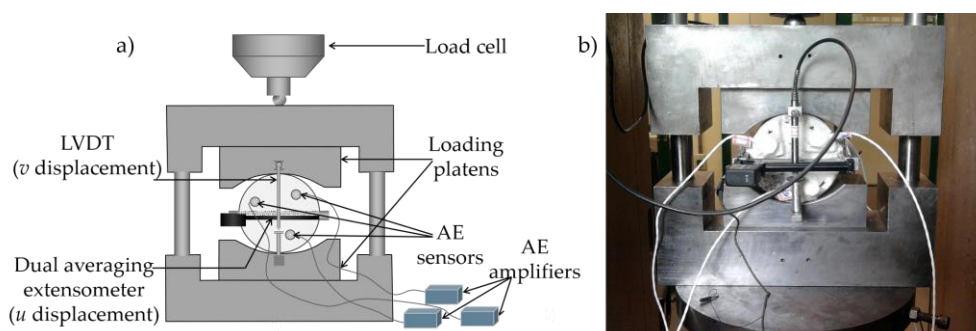 a)
Load cell
LVDT
(v displacement)
Loading
platens
AE
sensors
Dual averaging
extensometer
(u displacement)
AE
amplifiers
b)